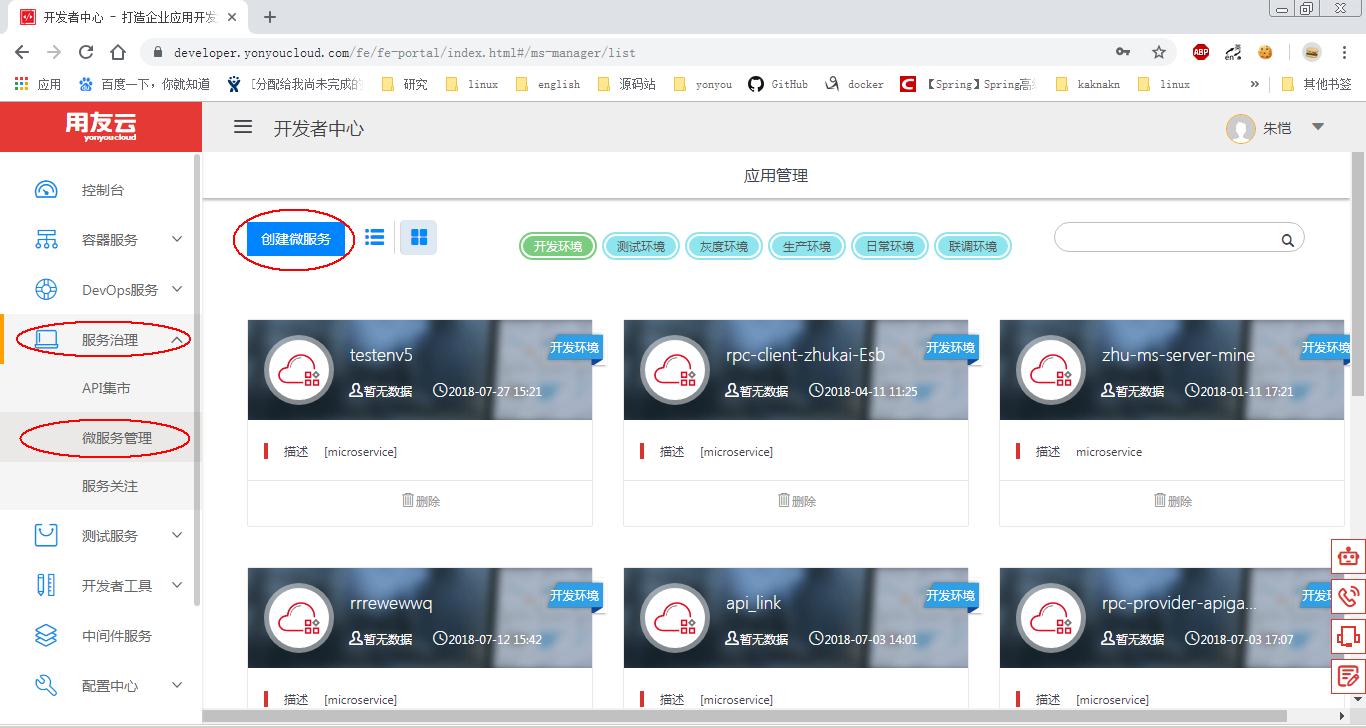 开发者中心 - 打造企业应用开发
developer.yonyoucloud.com/fe/fe-portal/index.html#/ms-manager/list
ABP
en
应用 百度一下，你就知道 [分配给我尚未完成的 研究 linux english 源码站 yonyou GitHub docker 【Spring】Spring高 kaknakn linux » 其他书签
用友云
yonyoucloud
开发者中心
朱恺
控制台
容器服务
DevOps服务
服务治理
API集市
微服务管理
服务关注
测试服务
开发者工具
中间件服务
配置中心
应用管理
创建微服务
开发环境 测试环境 灰度环境 生产环境 日常环境 联调环境
testenv5
开发环境
暂无数据 2018-07-27 15:21
描述 [microservice]
删除
rpc-client-zhukai-Esb
开发环境
暂无数据 2018-04-11 11:25
描述 [microservice]
删除
zhu-ms-server-mine
开发环境
暂无数据 2018-01-11 17:21
描述 microservice
删除
rrrewewwq
开发环境
暂无数据 2018-07-12 15:42
描述 [microservice]
api_link
开发环境
暂无数据 2018-07-03 14:01
描述 [microservice]
rpc-provider-apiga...
开发
暂无数据 2018-07-03 17:07
描述 [microservice]